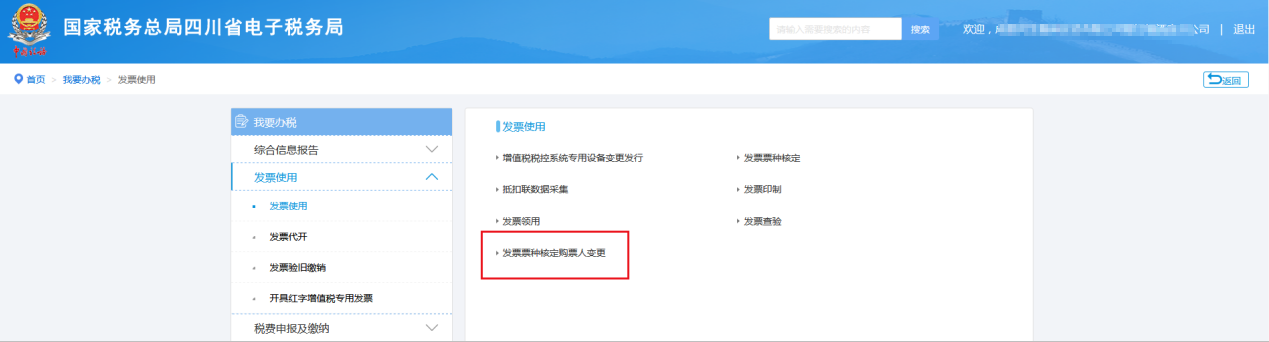 国家税务总局四川省电子税务局
请输入需要搜索的内容 搜索 欢迎，公司 | 退出
首页 > 我要办税 > 发票使用 返回
我要办税
综合信息报告
发票使用
发票使用
发票代开
发票验旧缴销
开具红字增值税专用发票
税费申报及缴纳
发票使用
增值税税控系统专用设备变更发行 发票票种核定
抵扣联数据采集 发票印制
发票领用 发票查验
发票票种核定购票人变更